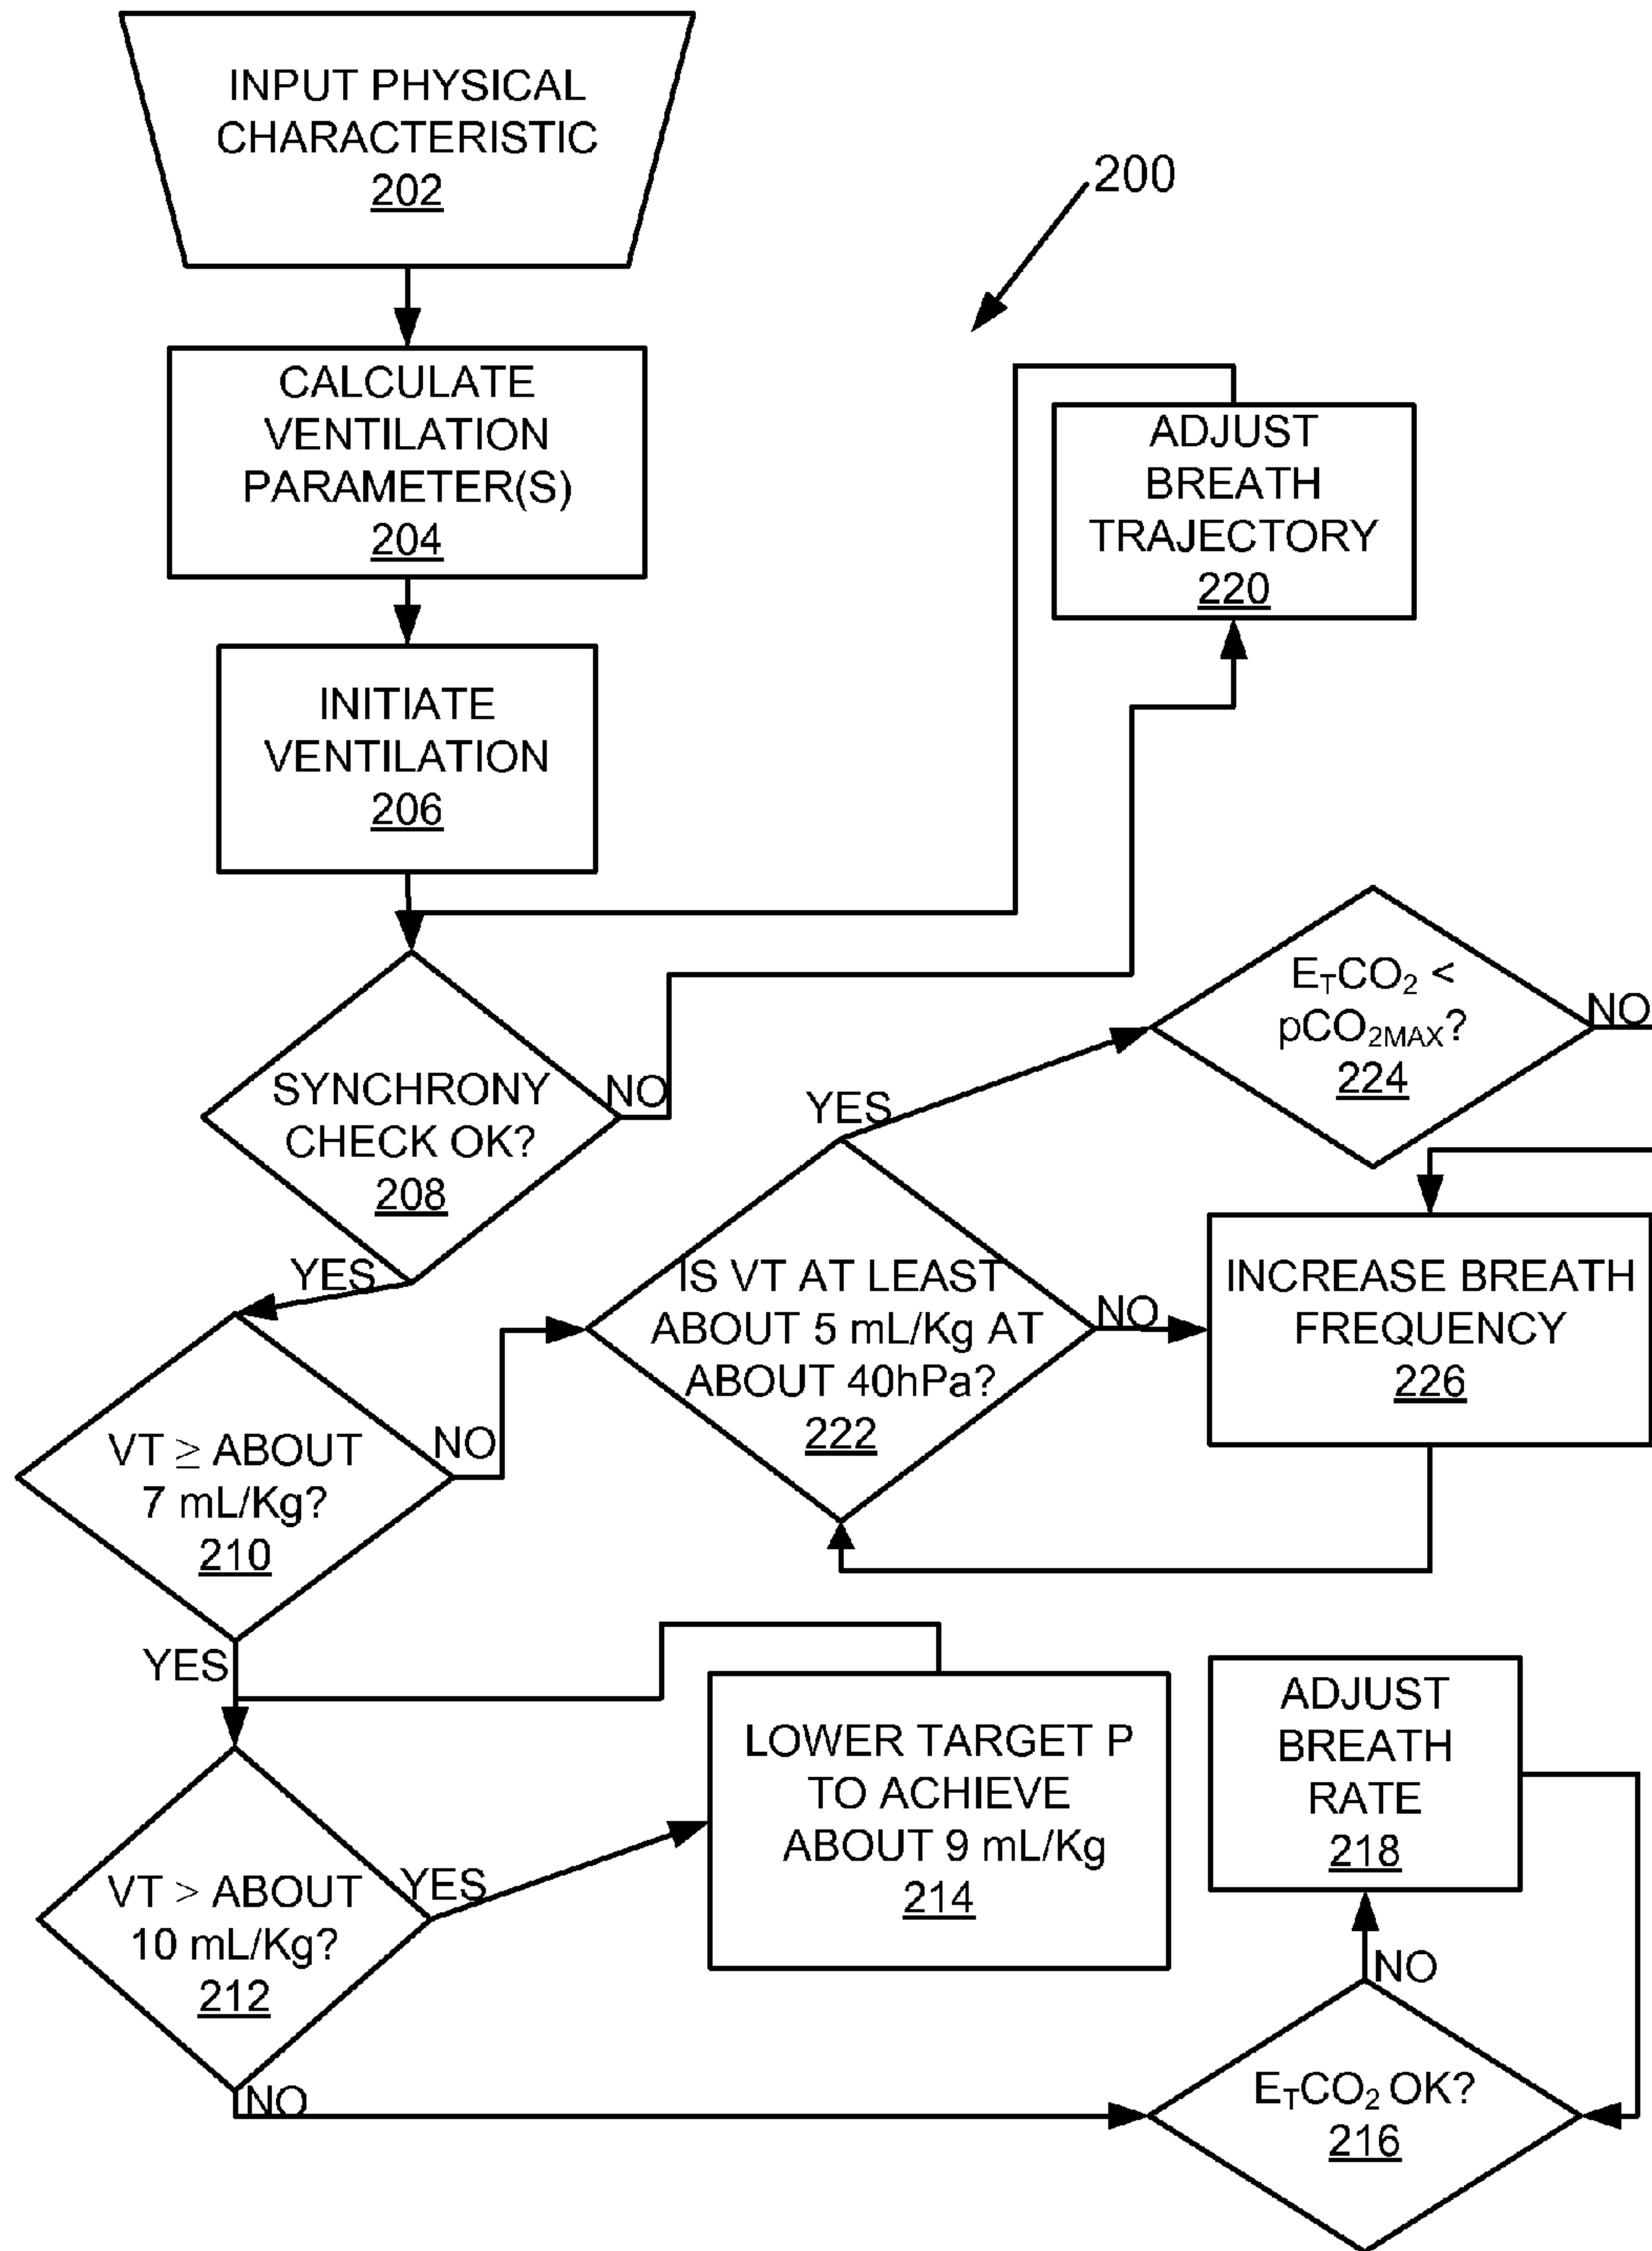 INPUT PHYSICAL
CHARACTERISTIC
202
200
CALCULATE
VENTILATION
PARAMETER(S)
204
ADJUST
BREATH
TRAJECTORY
220
INITIATE
VENTILATION
206
SYNCHRONY
CHECK OK?
208
NO
YES
E_TCO₂ <
pCO₂MAX?
224
NO
YES
IS VT AT LEAST
ABOUT 5 mL/Kg AT
ABOUT 40hPa?
222
NO
INCREASE BREATH
FREQUENCY
226
VT ≥ ABOUT
7 mL/Kg?
210
NO
YES
LOWER TARGET P
TO ACHIEVE
ABOUT 9 mL/Kg
214
ADJUST
BREATH
RATE
218
VT > ABOUT
10 mL/Kg?
212
YES
NO
NO
E_TCO₂ OK?
216